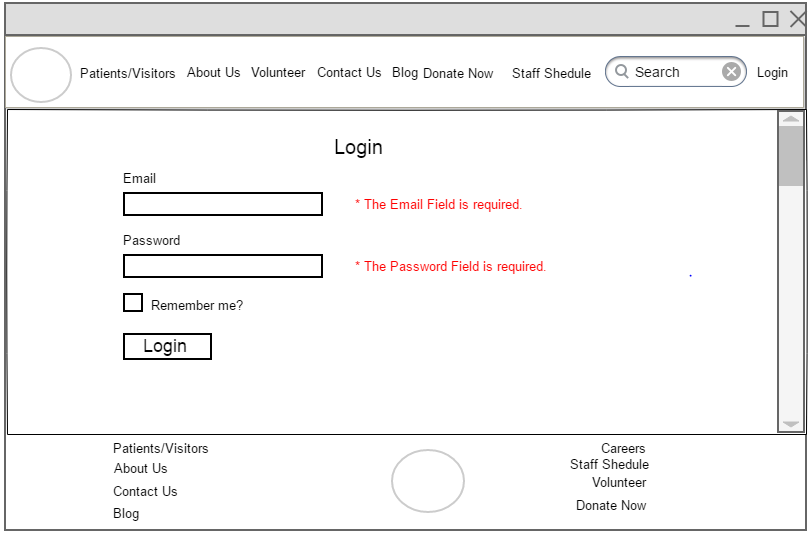 Patients/Visitors About Us Volunteer Contact Us Blog Donate Now Staff Shedule Search Login
Login
Email
* The Email Field is required.
Password
* The Password Field is required.
Remember me?
Login
Patients/Visitors
About Us
Contact Us
Blog
Careers
Staff Shedule
Volunteer
Donate Now